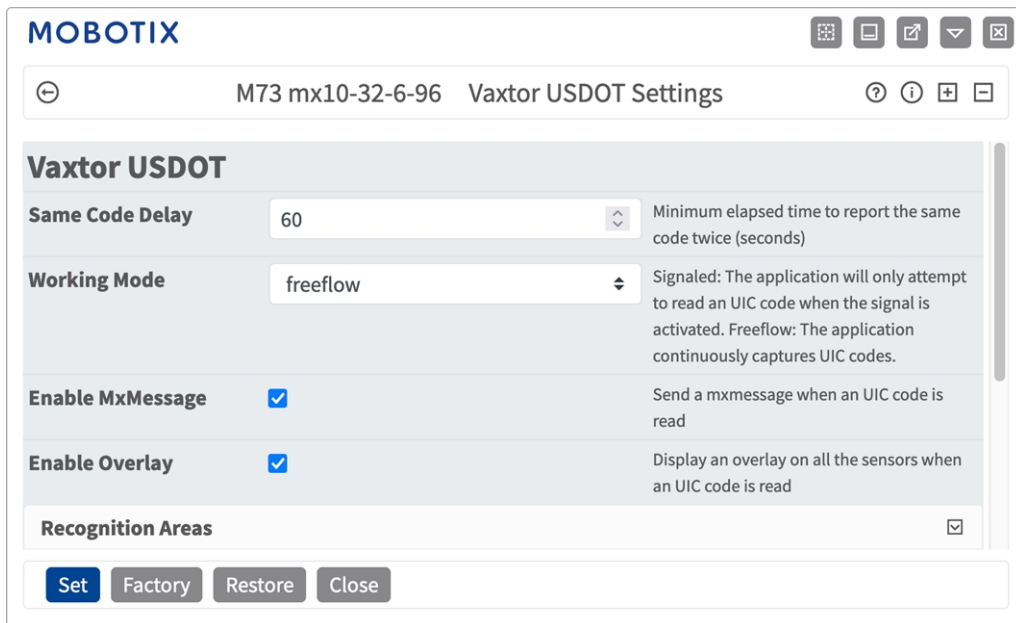 MOBOTIX
M73 mx10-32-6-96 Vaxtor USDOT Settings
Vaxtor USDOT
Same Code Delay
60
Minimum elapsed time to report the same
code twice (seconds)
Working Mode
freeflow
Signaled: The application will only attempt
to read an UIC code when the signal is
activated. Freeflow: The application
continuously captures UIC codes.
Enable MxMessage
Send a mxmessage when an UIC code is
read
Enable Overlay
Display an overlay on all the sensors when
an UIC code is read
Recognition Areas
Set Factory Restore Close